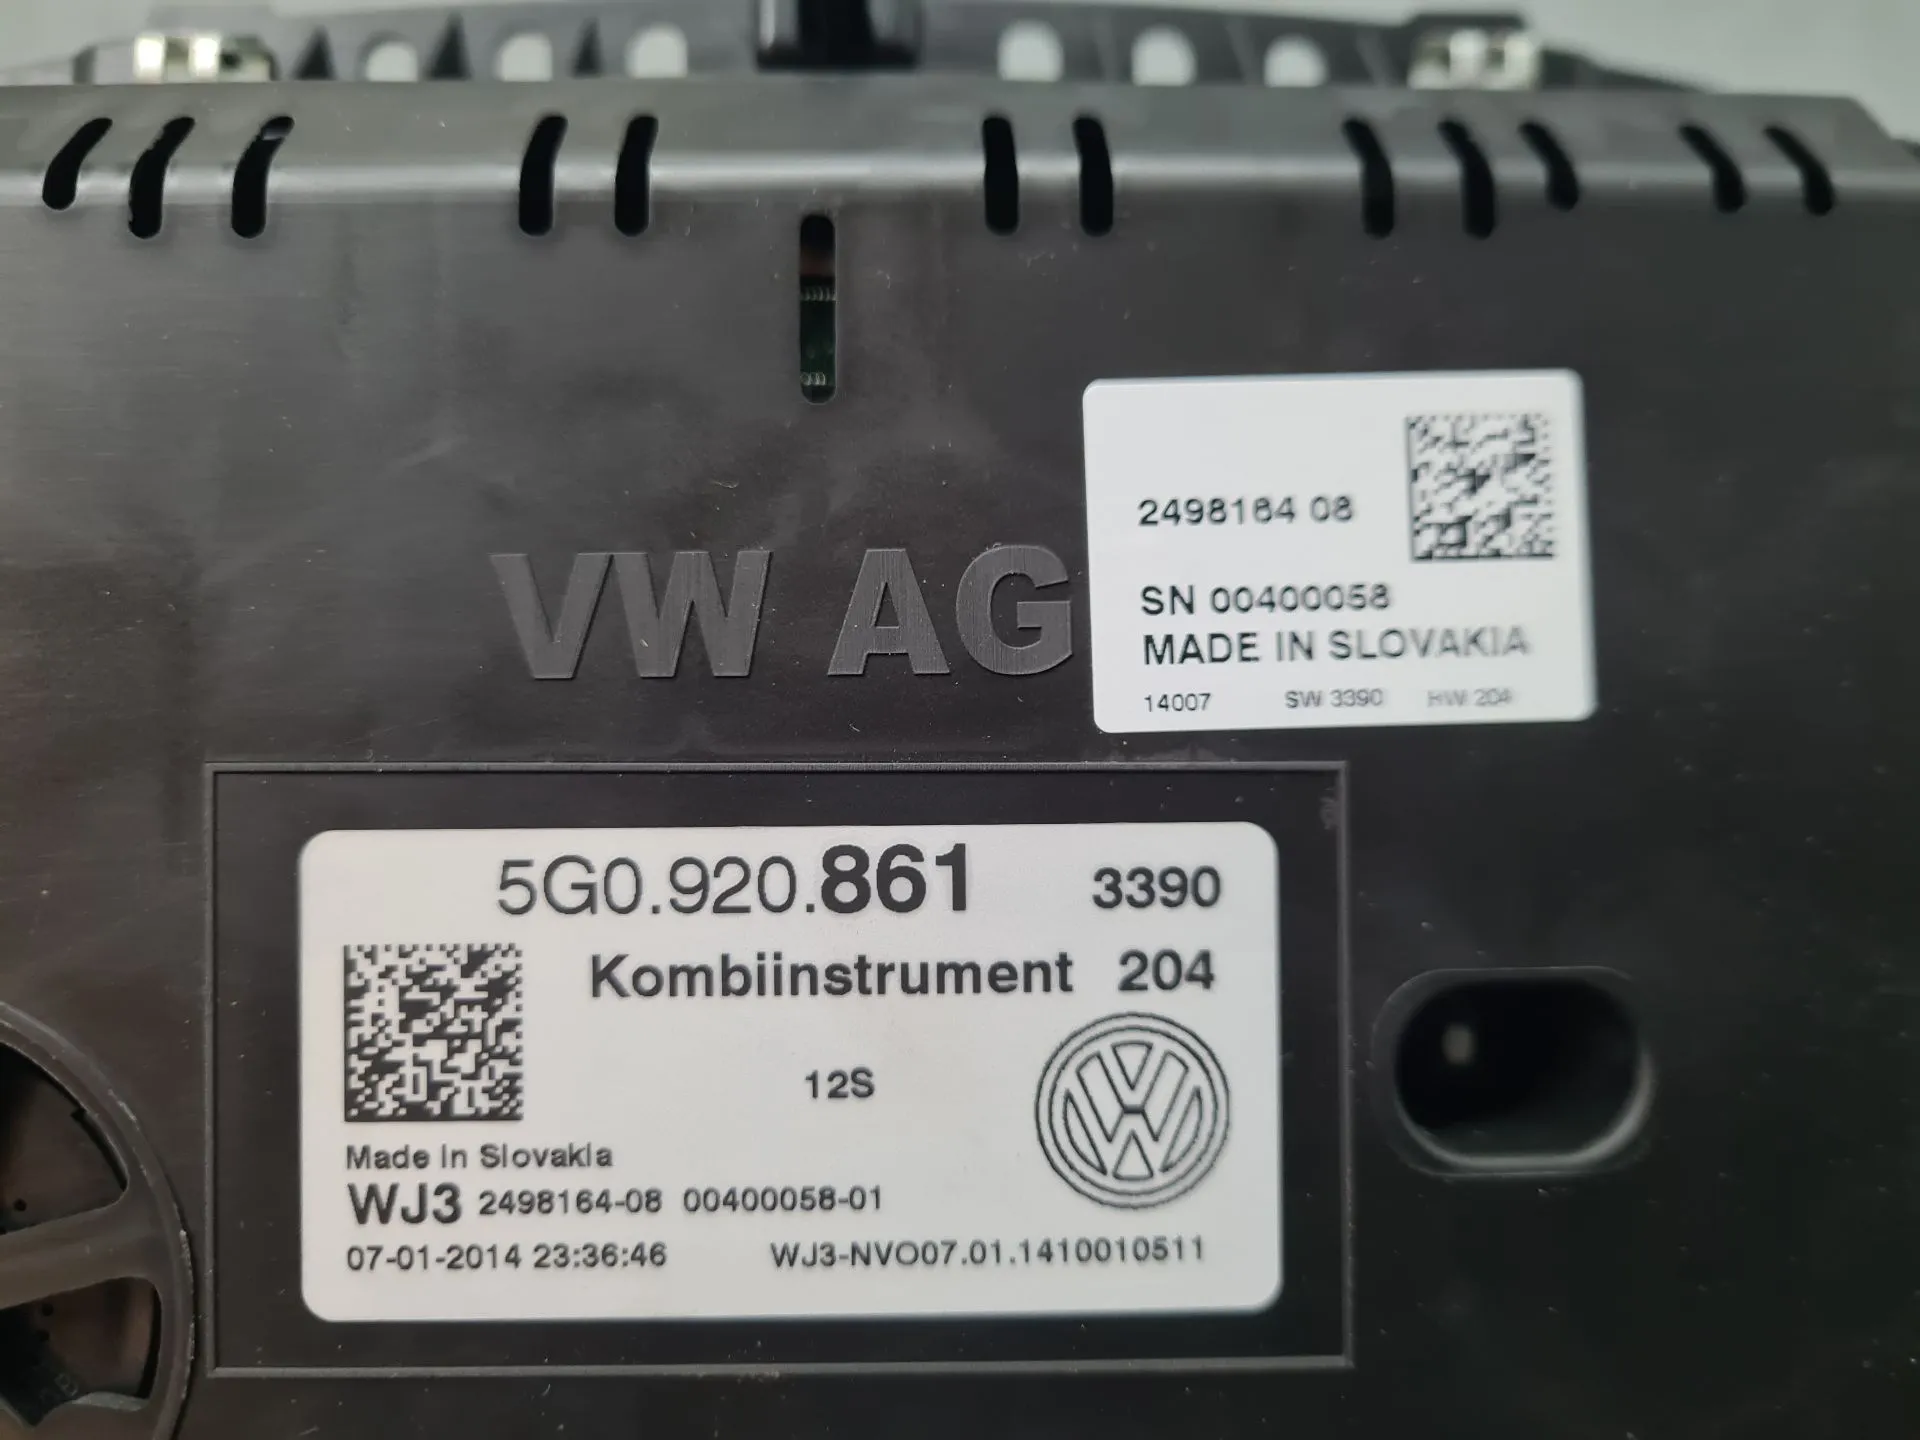 2498164 08
SN 00400058
MADE IN SLOVAKIA
14007 SW 3390 HW 204
VW AG
5G0.920.861 3390
Kombiinstrument 204
12S
Made in Slovakia
WJ3 2498164-08 00400058-01
07-01-2014 23:36:46 WJ3-NVO07.01.1410010511